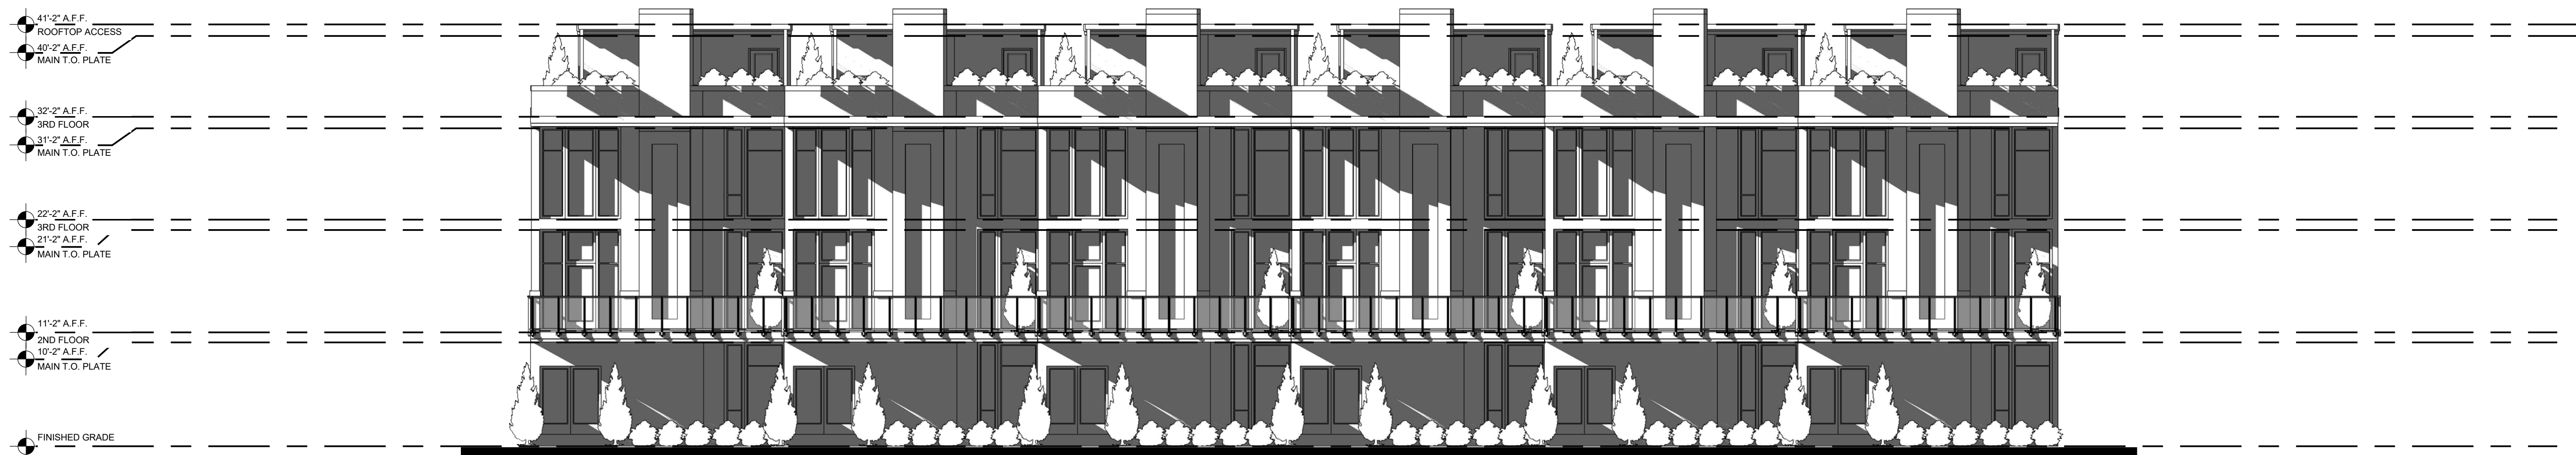 41'-2" A.F.F.
ROOFTOP ACCESS
40'-2" A.F.F.
MAIN T.O. PLATE
32'-2" A.F.F.
3RD FLOOR
31'-2" A.F.F.
MAIN T.O. PLATE
22'-2" A.F.F.
3RD FLOOR
21'-2" A.F.F.
MAIN T.O. PLATE
11'-2" A.F.F.
2ND FLOOR
10'-2" A.F.F.
MAIN T.O. PLATE
FINISHED GRADE